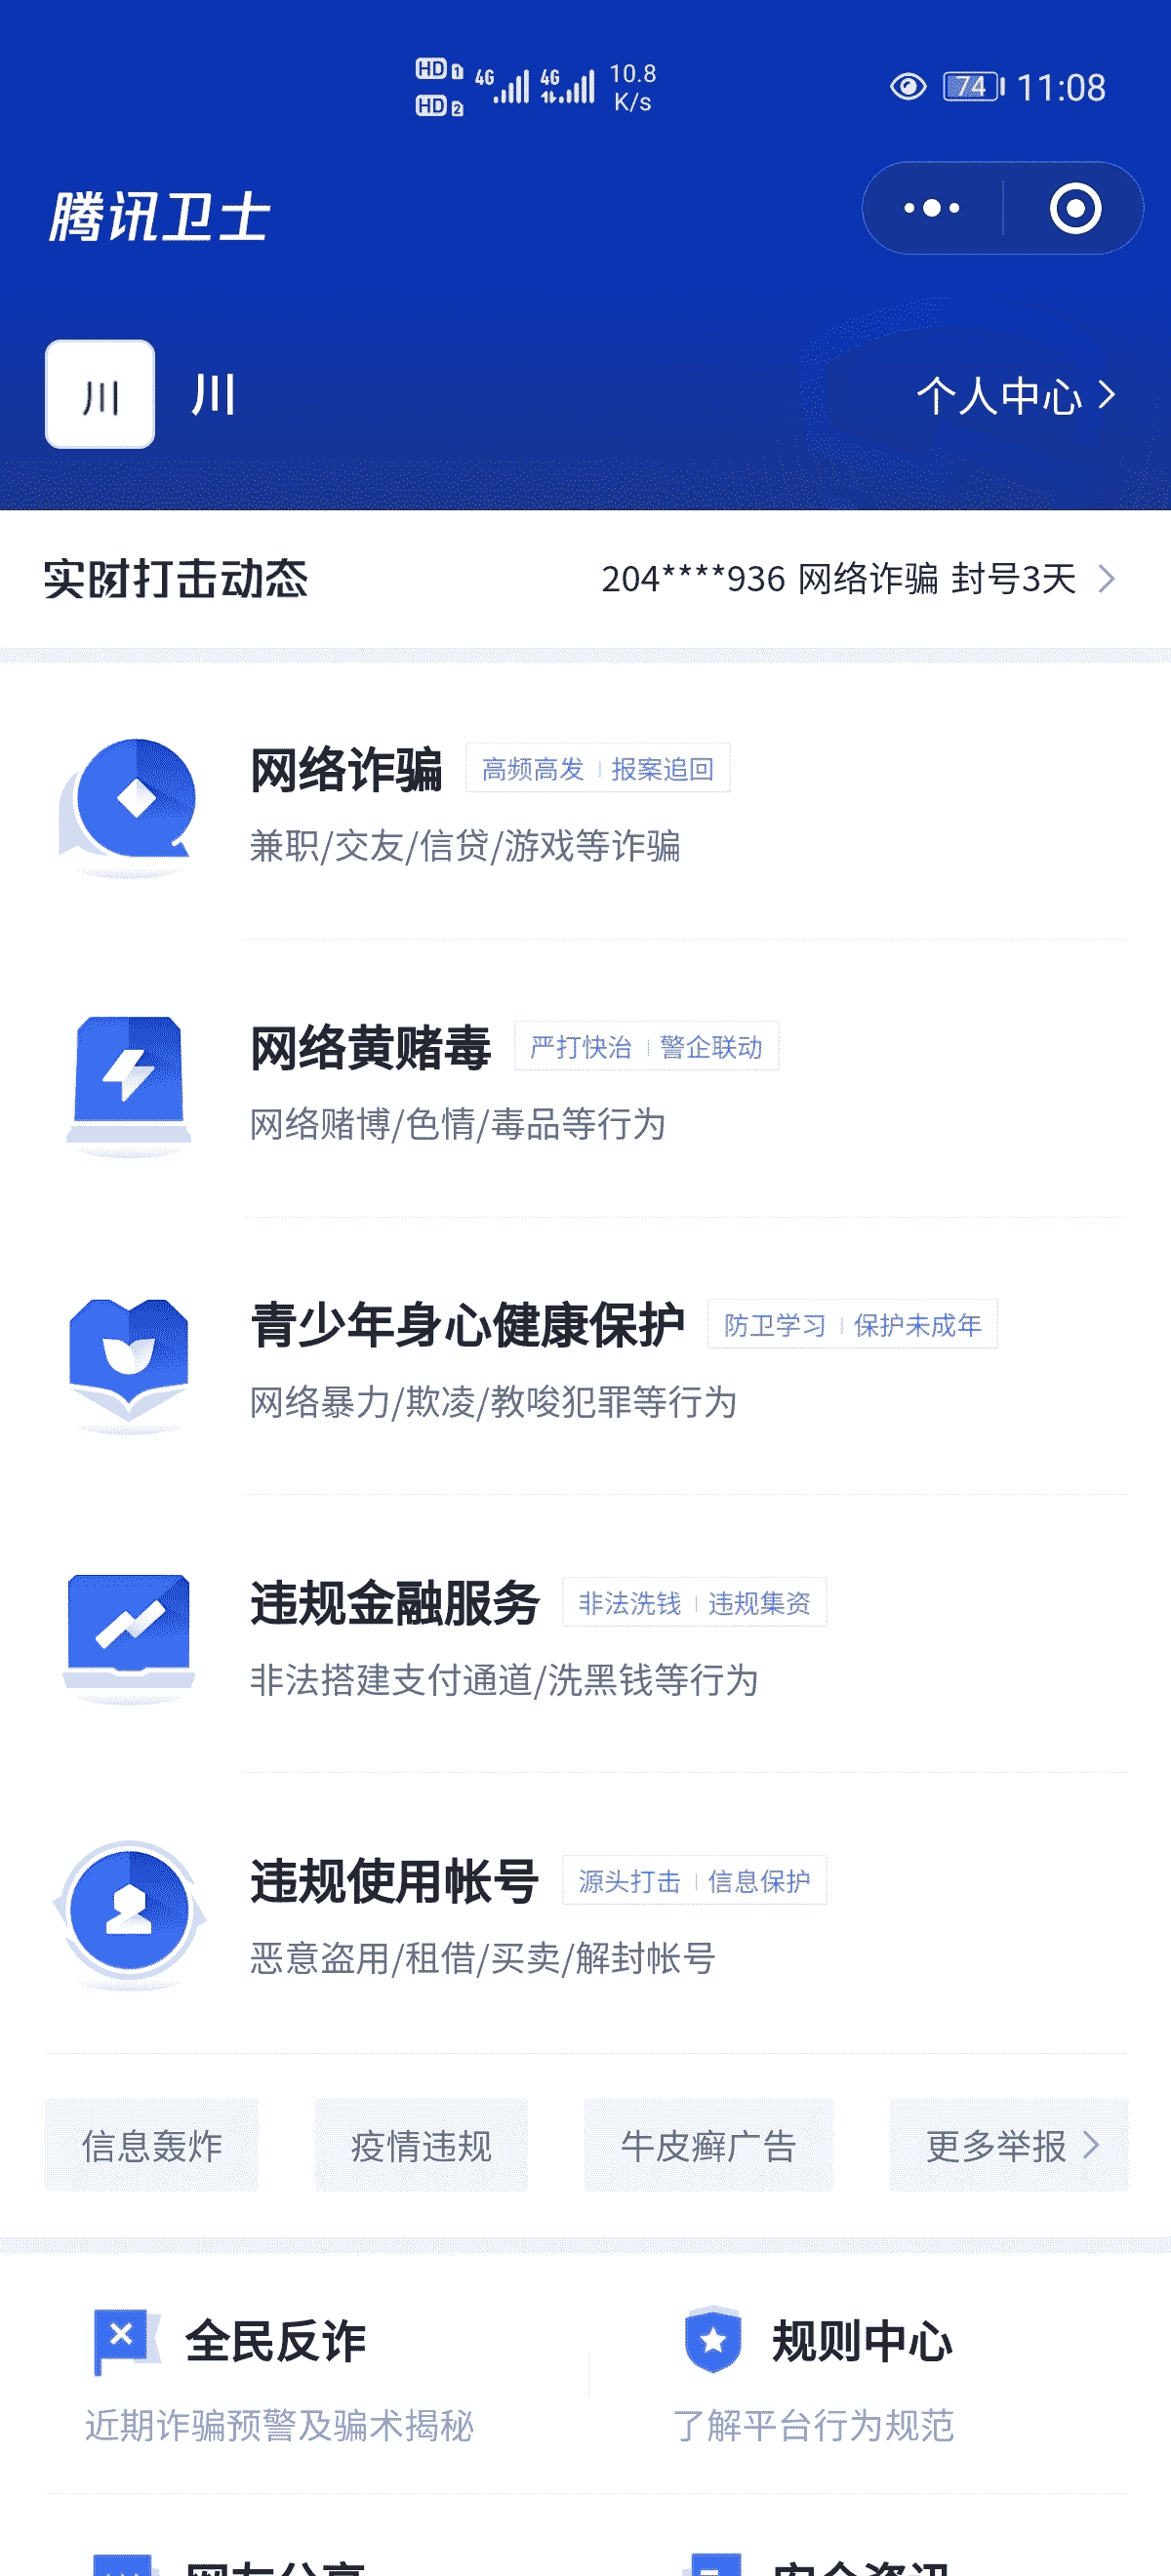 HD 1 4G 4G 10.8 K/s 74 11:08
HD 2
腾讯卫士
川 川 个人中心
实时打击动态 204****936 网络诈骗 封号3天
网络诈骗 高频高发 报案追回
兼职/交友/信贷/游戏等诈骗
网络黄赌毒 严打快治 警企联动
网络赌博/色情/毒品等行为
青少年身心健康保护 防卫学习 保护未成年
网络暴力/欺凌/教唆犯罪等行为
违规金融服务 非法洗钱 违规集资
非法搭建支付通道/洗黑钱等行为
违规使用帐号 源头打击 信息保护
恶意盗用/租借/买卖/解封帐号
信息轰炸 疫情违规 牛皮癣广告 更多举报
全民反诈 规则中心
近期诈骗预警及骗术揭秘 了解平台行为规范
网友分享 安全资讯